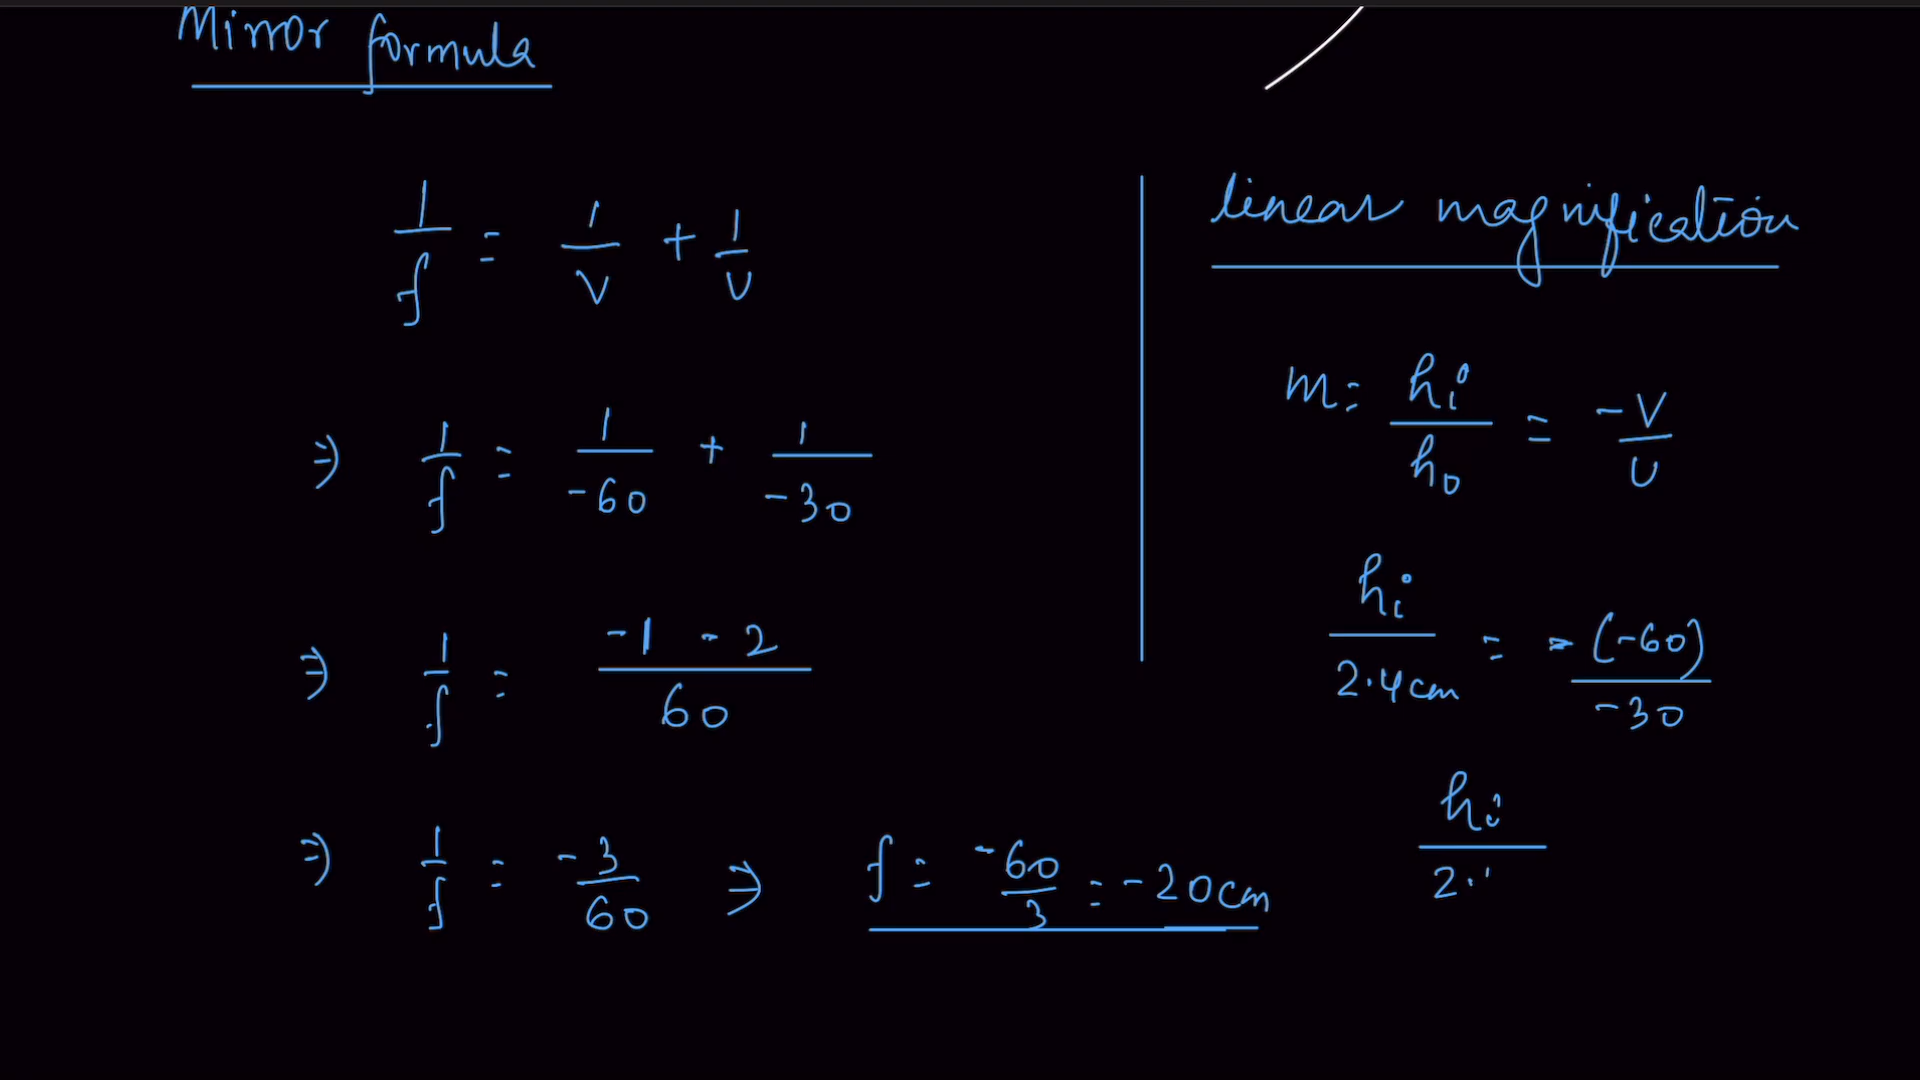 Mirror formula
1/f = 1/v + 1/u
⇒ 1/f = 1/-60 + 1/-30
⇒ 1/f = -1 - 2/60
⇒ 1/f = -3/60 ⇒ f = -60/3 = -20cm
linear magnification
m = hi/ho = -v/u
hi/2.4cm = -(-60)/-30
hi/2.